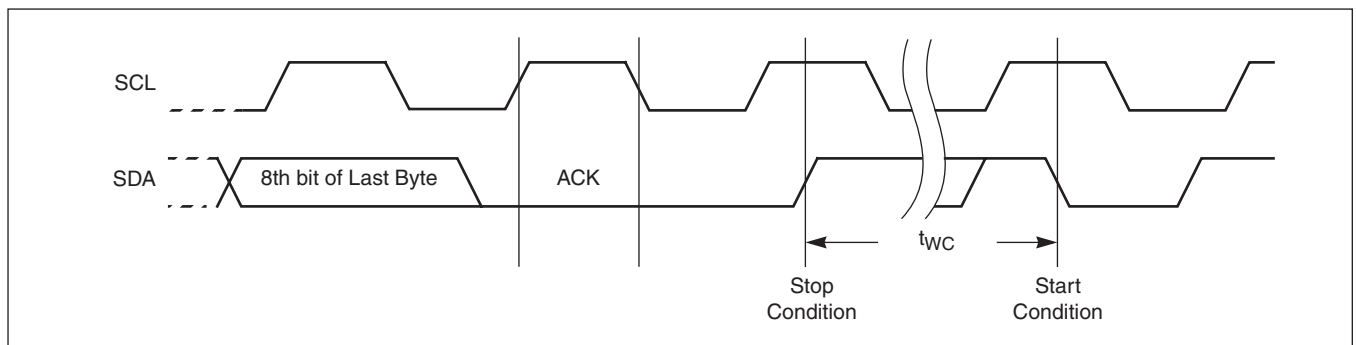 SCL
SDA
8th bit of Last Byte
ACK
tWC
Stop
Condition
Start
Condition